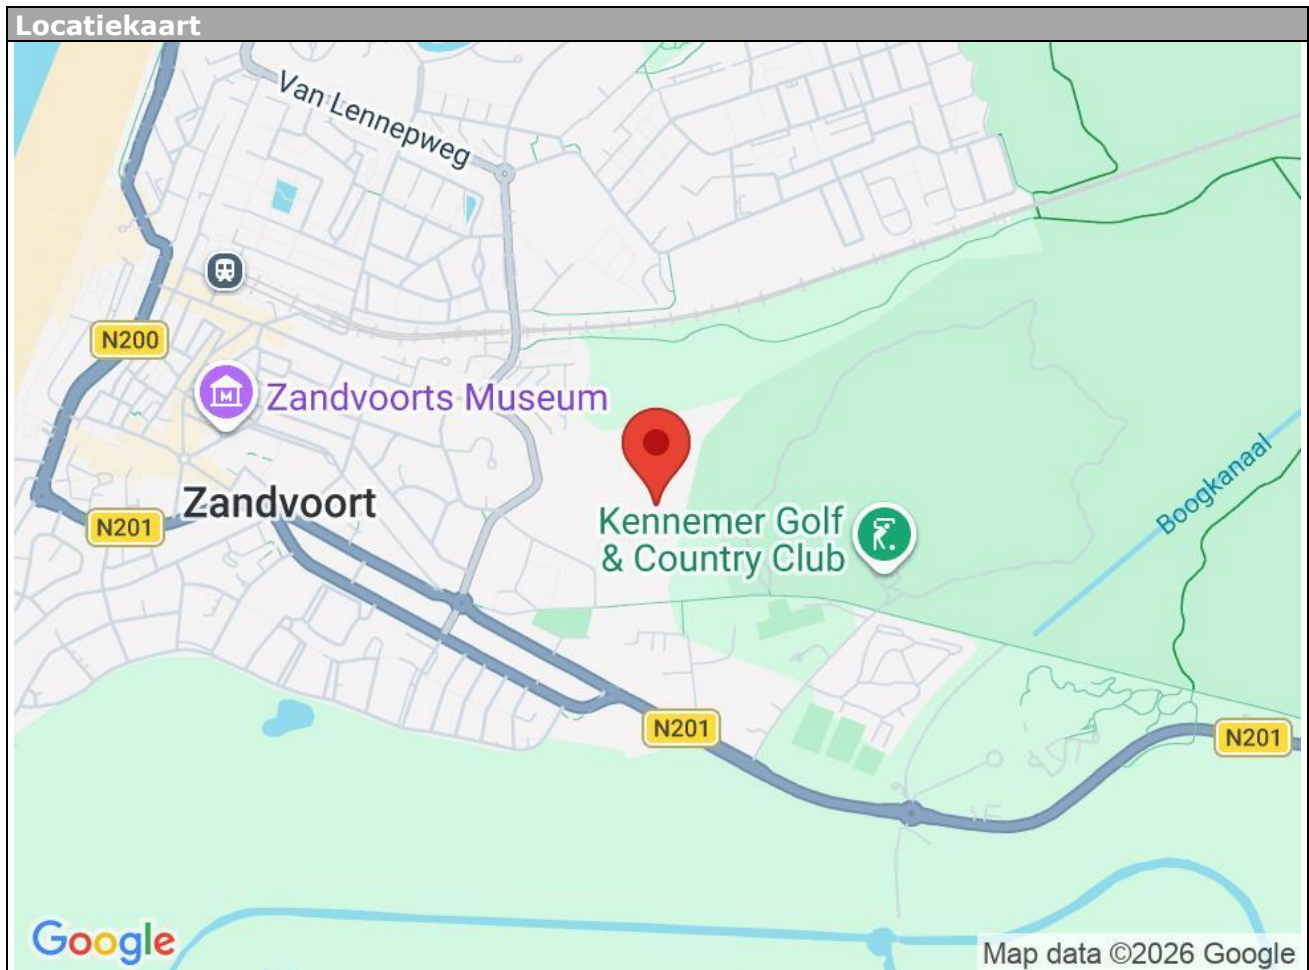 Locatiekaart
Van Lennepweg
N200
Zandvoorts Museum
Zandvoort
N201
Kennemer Golf
& Country Club
Boogkanaal
N201
N201
Google
Map data ©2026 Google